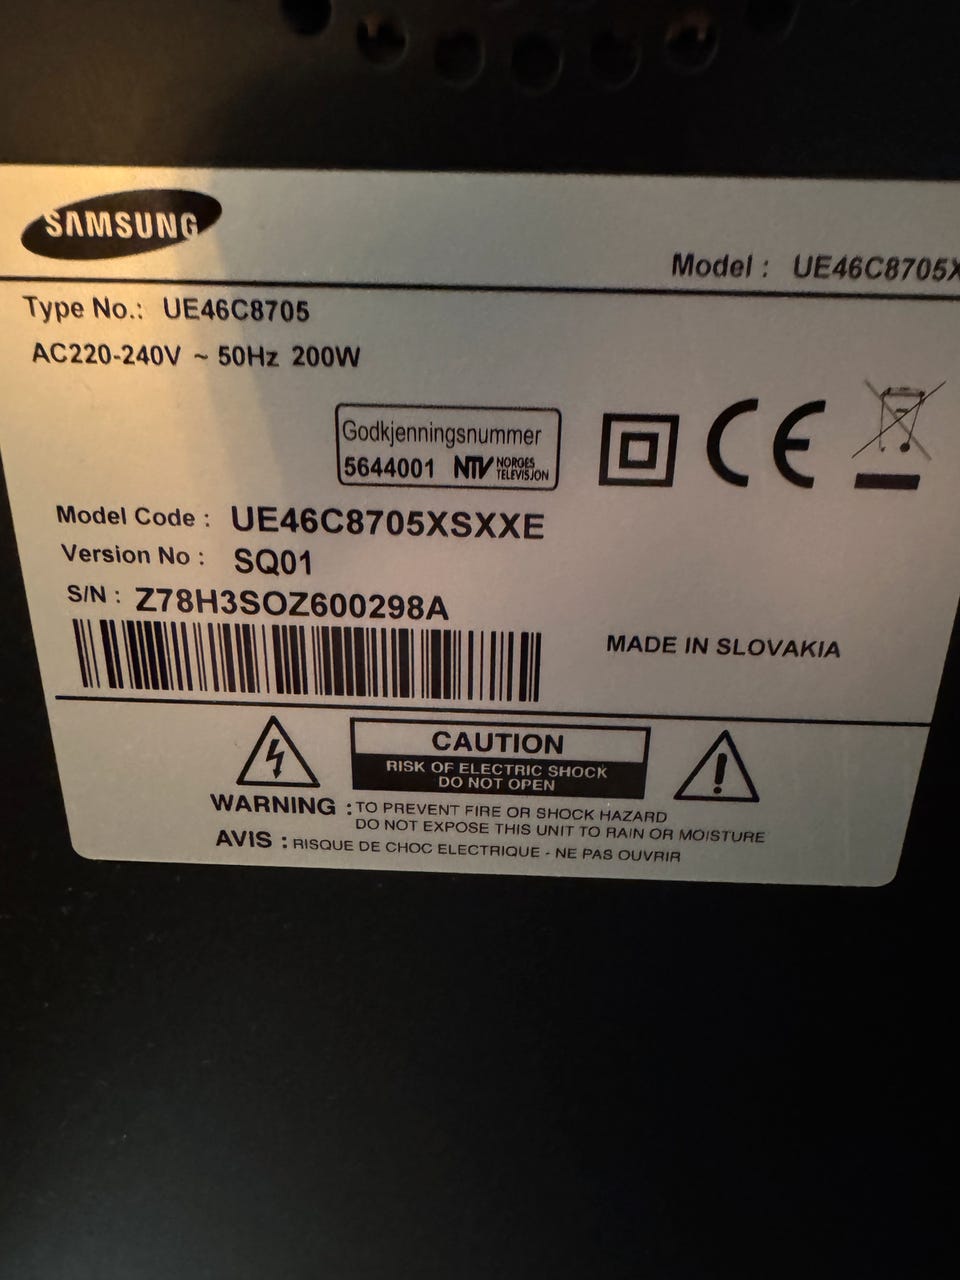 SAMSUNG
Model : UE46C8705X
Type No.: UE46C8705
AC220-240V ~ 50Hz 200W
Godkjenningsnummer
5644001 NTV NORGES TELEVISJON
CE
Model Code : UE46C8705XSXXE
Version No : SQ01
S/N : Z78H3SOZ600298A
MADE IN SLOVAKIA
CAUTION
RISK OF ELECTRIC SHOCK
DO NOT OPEN
WARNING : TO PREVENT FIRE OR SHOCK HAZARD
DO NOT EXPOSE THIS UNIT TO RAIN OR MOISTURE
AVIS : RISQUE DE CHOC ELECTRIQUE - NE PAS OUVRIR